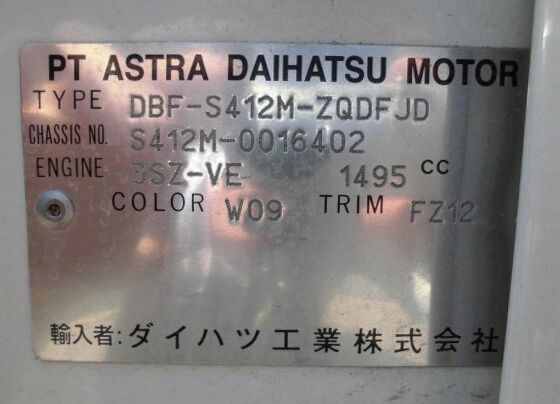 PT ASTRA DAIHATSU MOTOR
TYPE DBF-S412M-ZQDFJD
CHASSIS NO. S412M-0016402
ENGINE 3SZ-VE 1495 CC
COLOR W09 TRIM FZ12
輸入者:ダイハツ工業株式会社